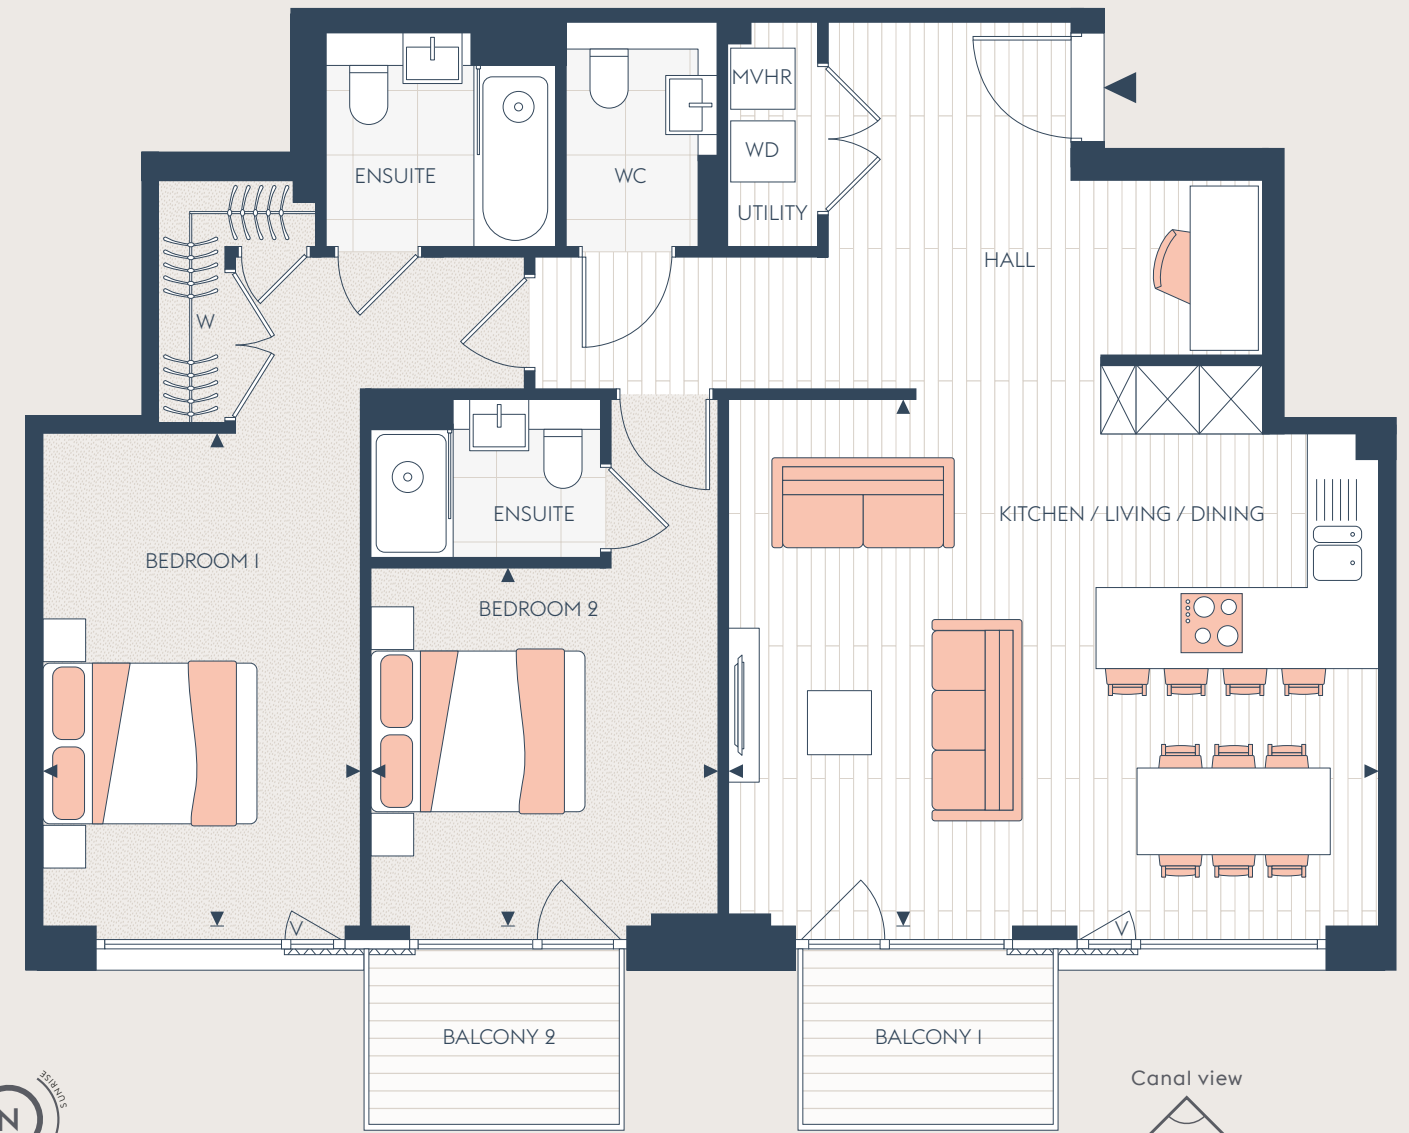 MVHR
WD
ENSUITE
WC
UTILITY
HALL
W
ENSUITE
KITCHEN / LIVING / DINING
BEDROOM 1
BEDROOM 2
V
V
BALCONY 2
BALCONY 1
Canal view
SUNRISE
N